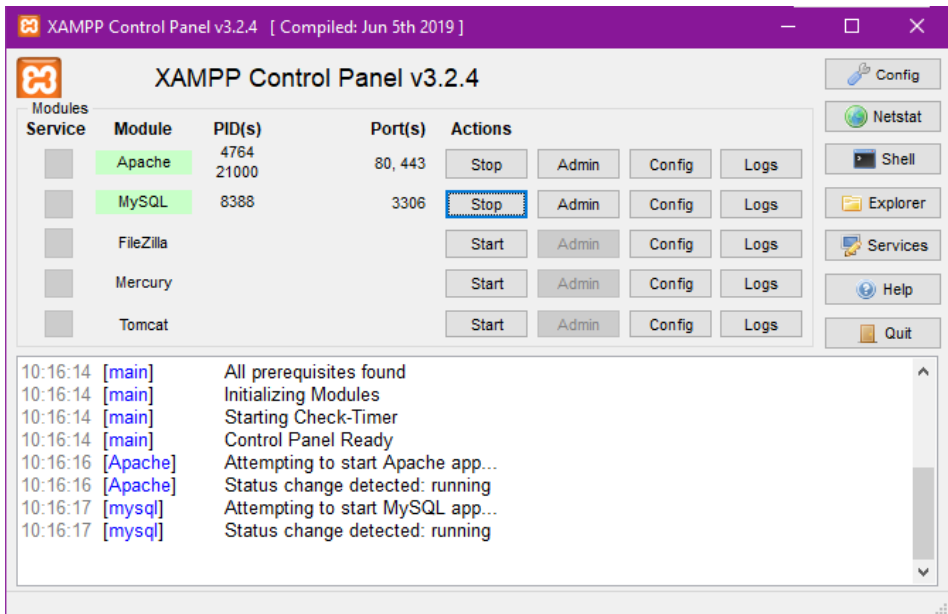 XAMPP Control Panel v3.2.4 [ Compiled: Jun 5th 2019 ]
XAMPP Control Panel v3.2.4
Config
Modules
Netstat
Service Module PID(s) Port(s) Actions
Apache 4764 21000 80, 443 Stop Admin Config Logs
Shell
MySQL 8388 3306 Stop Admin Config Logs
Explorer
FileZilla Start Admin Config Logs
Services
Mercury Start Admin Config Logs
Help
Tomcat Start Admin Config Logs
Quit
10:16:14 [main] All prerequisites found
10:16:14 [main] Initializing Modules
10:16:14 [main] Starting Check-Timer
10:16:14 [main] Control Panel Ready
10:16:16 [Apache] Attempting to start Apache app...
10:16:16 [Apache] Status change detected: running
10:16:17 [mysql] Attempting to start MySQL app...
10:16:17 [mysql] Status change detected: running